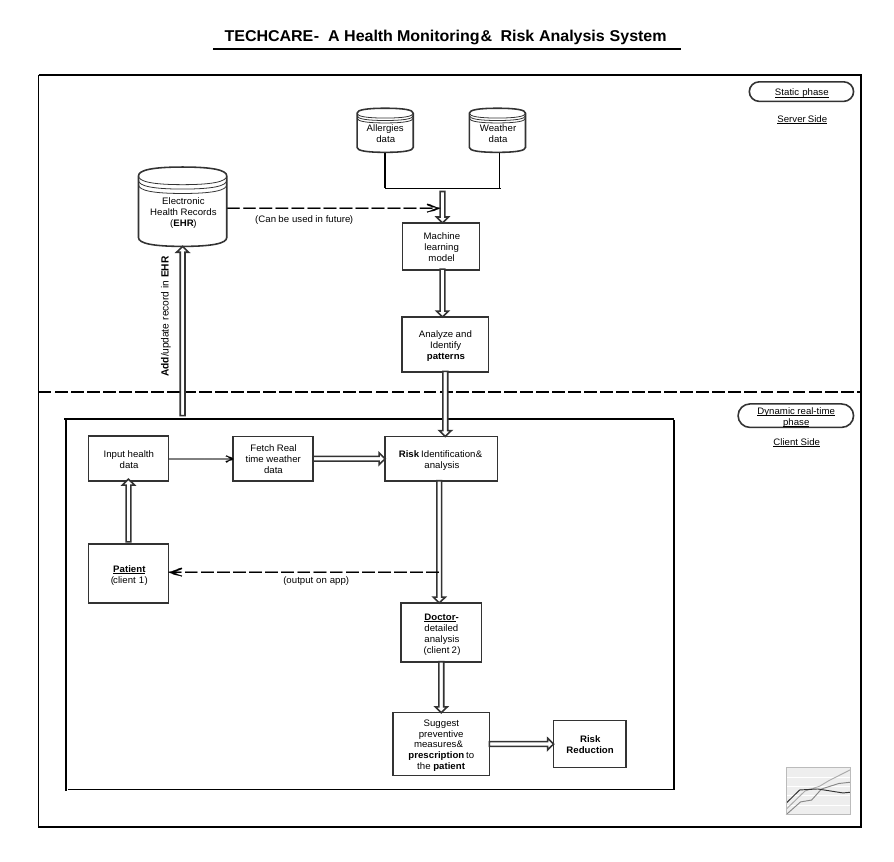 TECHCARE- A Health Monitoring& Risk Analysis System
Static phase
Server Side
Allergies
data
Weather
data
Electronic
Health Records
(EHR)
(Can be used in future)
Machine
learning
model
Add/update record in EHR
Analyze and
Identify
patterns
Dynamic real-time
phase
Client Side
Input health
data
Fetch Real
time weather
data
Risk Identification&
analysis
Patient
(client 1)
(output on app)
Doctor-
detailed
analysis
(client 2)
Suggest
preventive
measures&
prescription to
the patient
Risk
Reduction